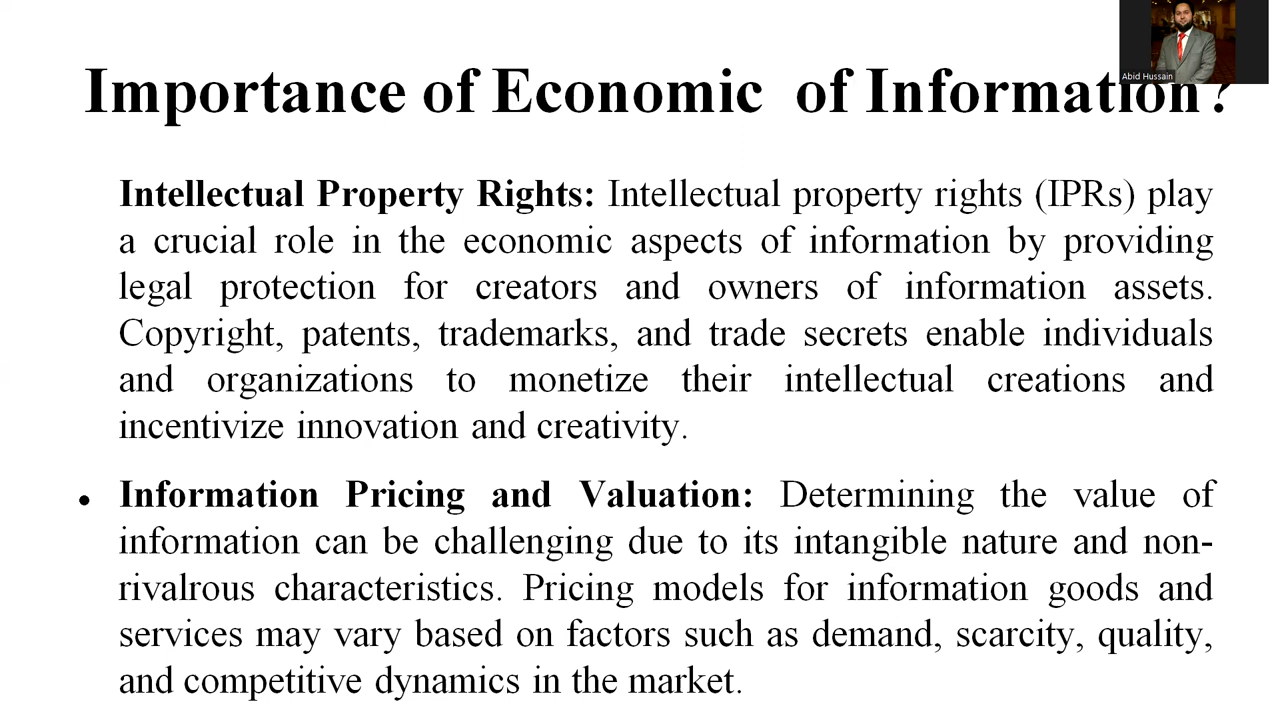 Abid Hussain
Importance of Economic of Information?
Intellectual Property Rights: Intellectual property rights (IPRs) play
a crucial role in the economic aspects of information by providing
legal protection for creators and owners of information assets.
Copyright, patents, trademarks, and trade secrets enable individuals
and organizations to monetize their intellectual creations and
incentivize innovation and creativity.
• Information Pricing and Valuation: Determining the value of
information can be challenging due to its intangible nature and non-
rivalrous characteristics. Pricing models for information goods and
services may vary based on factors such as demand, scarcity, quality,
and competitive dynamics in the market.